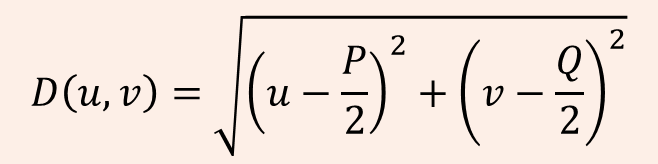 D(u, v) = √((u − P/2)² + (v − Q/2)²)